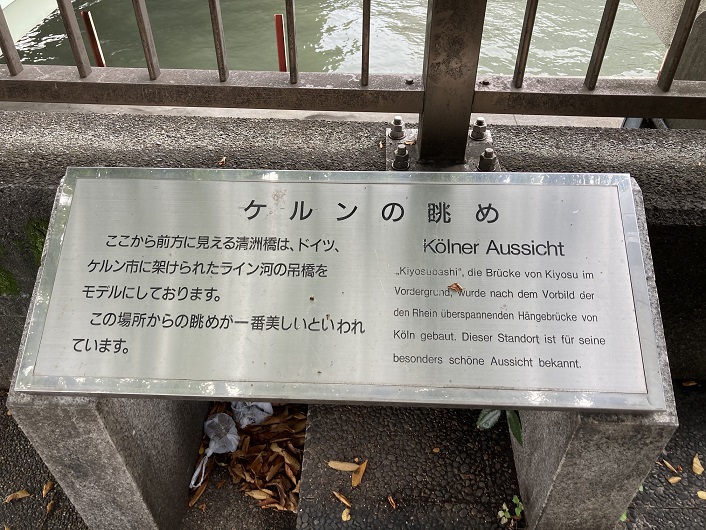 ケルンの眺め
ここから前方に見える清洲橋は、ドイツ、
ケルン市に架けられたライン河の吊橋を
モデルにしております。
この場所からの眺めが一番美しいといわれ
ています。
Kölner Aussicht
„Kiyosubashi", die Brücke von Kiyosu im
Vordergrund, wurde nach dem Vorbild der
den Rhein überspannenden Hängebrücke von
Köln gebaut. Dieser Standort ist für seine
besonders schöne Aussicht bekannt.